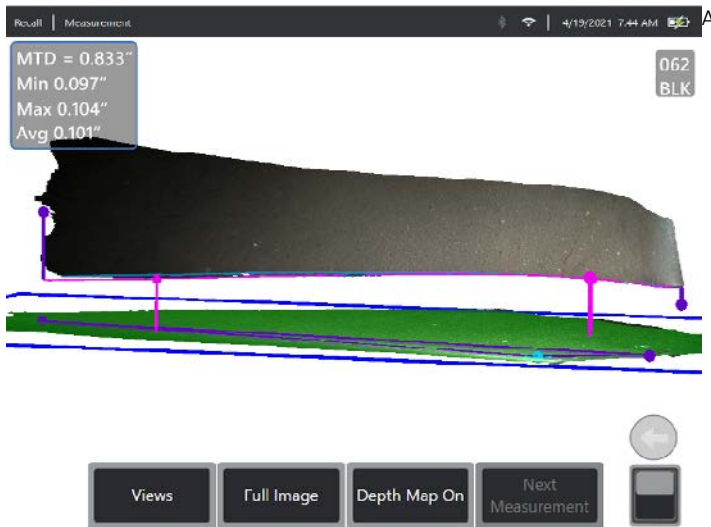 Recall | Measurement
4/19/2021 7:44 AM
A
MTD = 0.833"
Min 0.097"
Max 0.104"
Avg 0.101"
062
BLK
Views
Full Image
Depth Map On
Next
Measurement